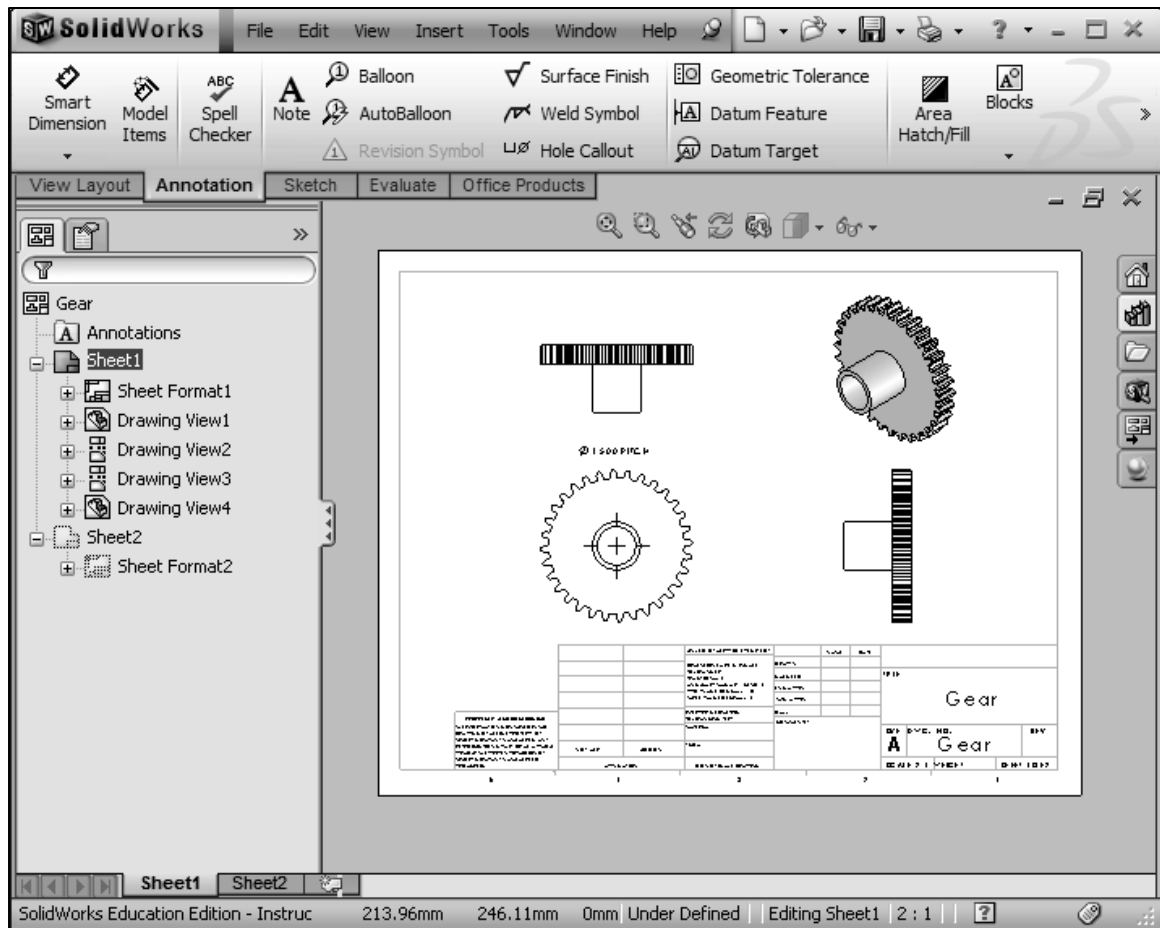 SolidWorks File Edit View Insert Tools Window Help
Smart Dimension
Model Items
ABC
Spell Checker
A
Note
Balloon
AutoBalloon
Revision Symbol
Surface Finish
Weld Symbol
Hole Callout
Geometric Tolerance
Datum Feature
Datum Target
Area Hatch/Fill
Blocks
View Layout Annotation Sketch Evaluate Office Products
Gear
A Annotations
Sheet1
Sheet Format1
Drawing View1
Drawing View2
Drawing View3
Drawing View4
Sheet2
Sheet Format2
Gear
DWG. NO.
A Gear
Sheet1 Sheet2
SolidWorks Education Edition - Instruc 213.96mm 246.11mm 0mm Under Defined Editing Sheet1 2 : 1